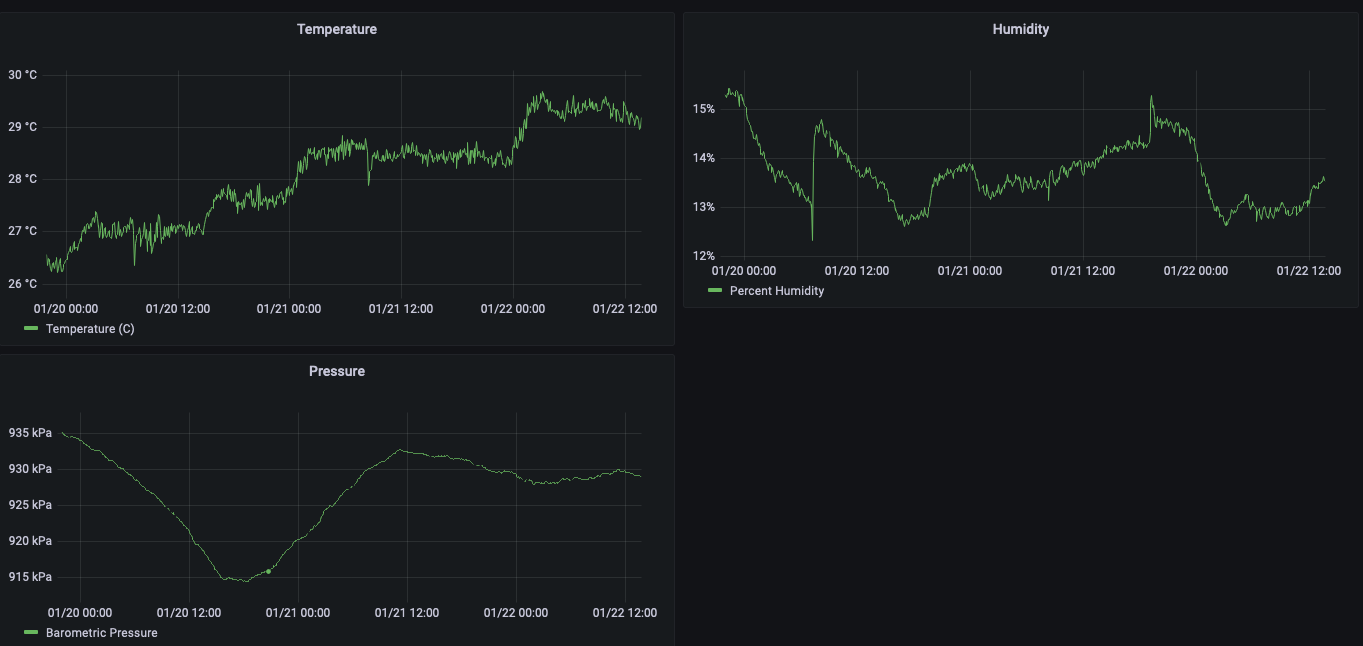 Temperature
30 °C
29 °C
28 °C
27 °C
26 °C
01/20 00:00 01/20 12:00 01/21 00:00 01/21 12:00 01/22 00:00 01/22 12:00
Temperature (C)
Humidity
15%
14%
13%
12%
01/20 00:00 01/20 12:00 01/21 00:00 01/21 12:00 01/22 00:00 01/22 12:00
Percent Humidity
Pressure
935 kPa
930 kPa
925 kPa
920 kPa
915 kPa
01/20 00:00 01/20 12:00 01/21 00:00 01/21 12:00 01/22 00:00 01/22 12:00
Barometric Pressure